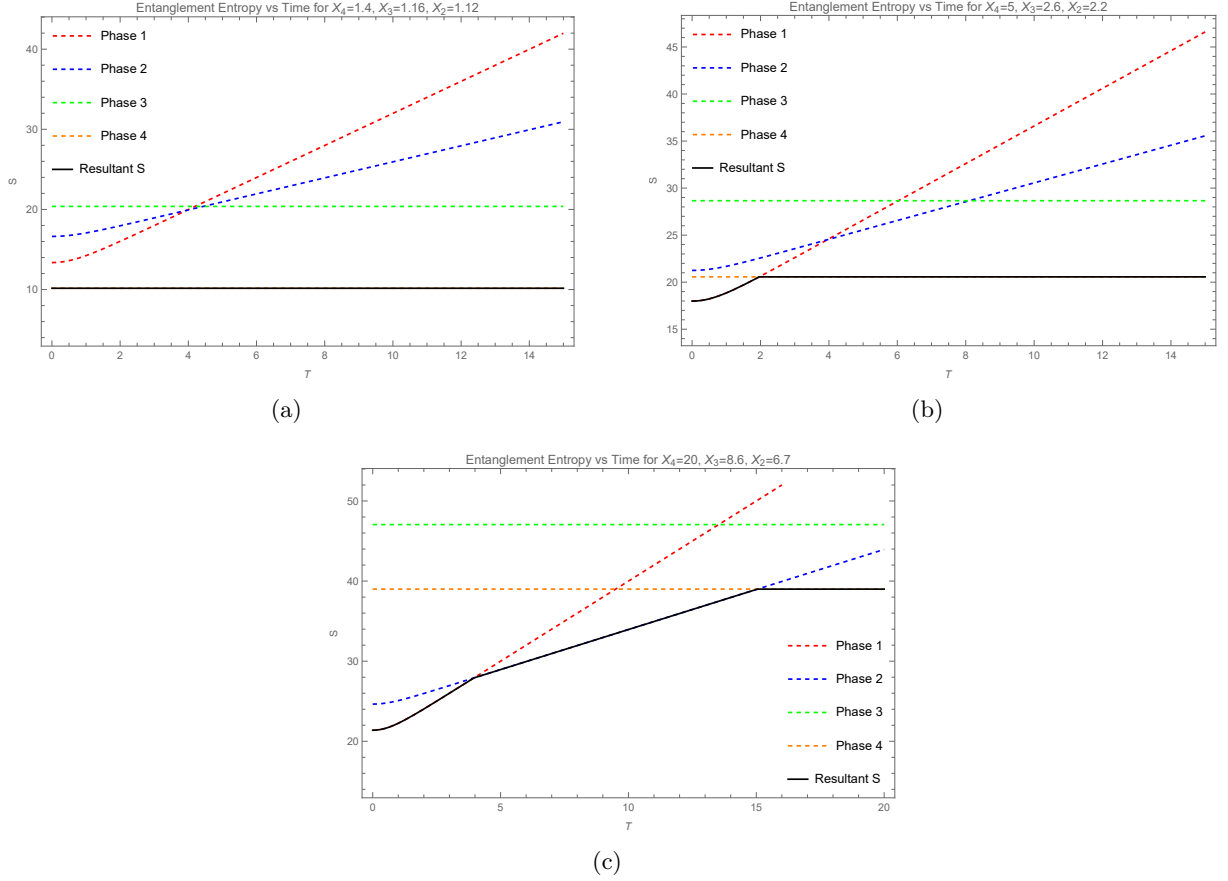 Entanglement Entropy vs Time for X₄=1.4, X₃=1.16, X₂=1.12
Phase 1
Phase 2
Phase 3
Phase 4
Resultant S
S
40
30
20
10
0 2 4 6 8 10 12 14
T
(a)
Entanglement Entropy vs Time for X₄=5, X₃=2.6, X₂=2.2
Phase 1
Phase 2
Phase 3
Phase 4
Resultant S
S
45
40
35
30
25
20
15
0 2 4 6 8 10 12 14
T
(b)
Entanglement Entropy vs Time for X₄=20, X₃=8.6, X₂=6.7
S
50
40
30
20
Phase 1
Phase 2
Phase 3
Phase 4
Resultant S
0 5 10 15 20
T
(c)